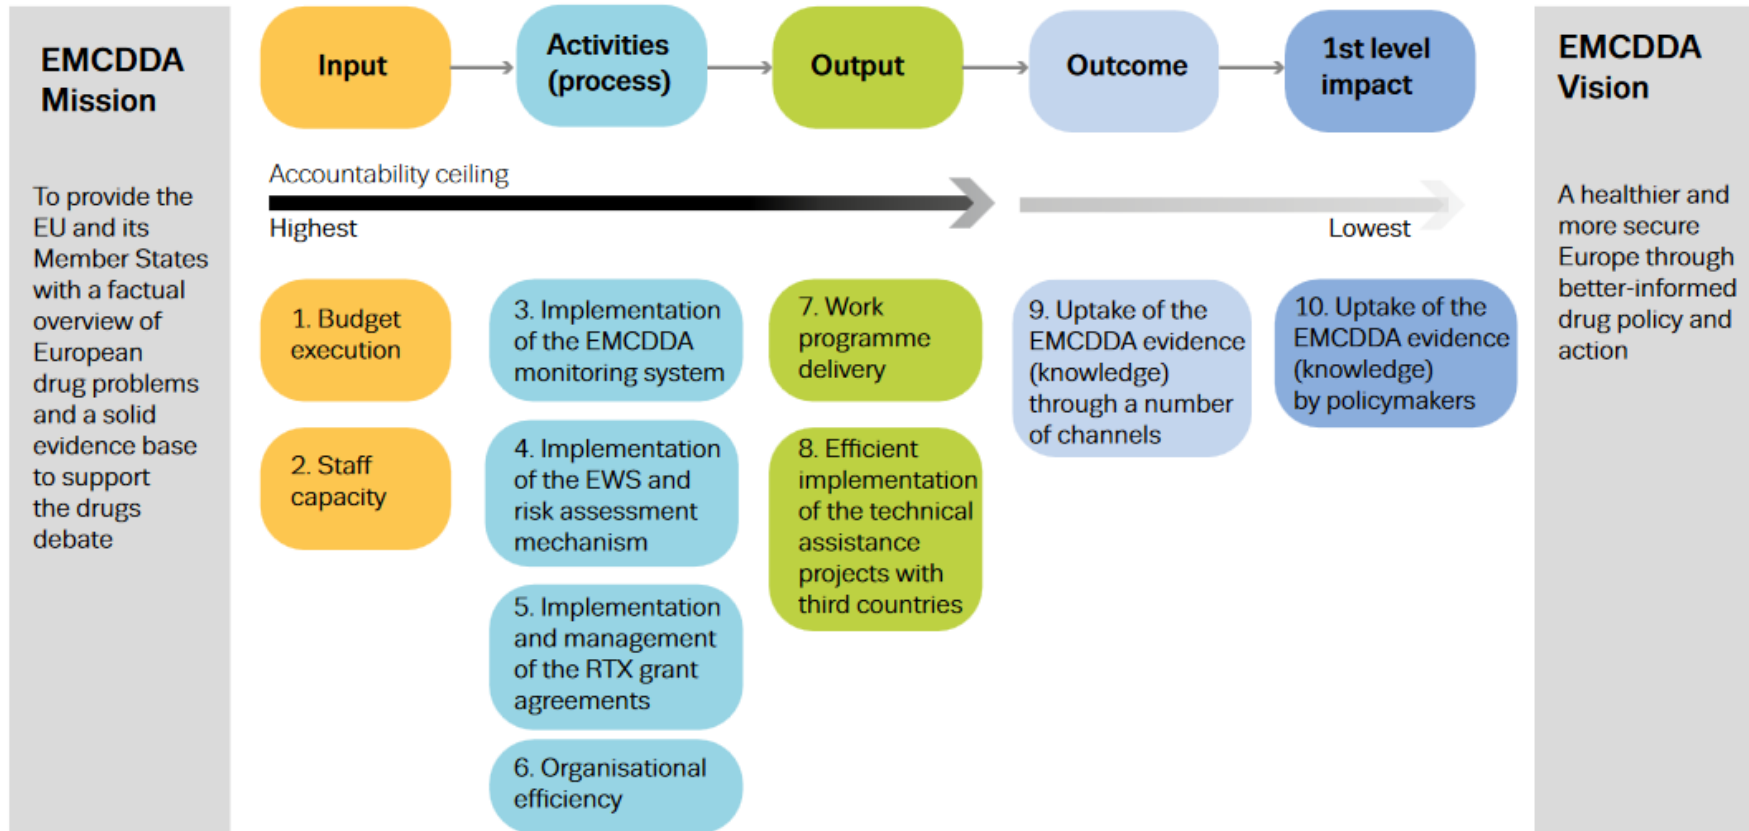 EMCDDA
Mission
To provide the
EU and its
Member States
with a factual
overview of
European
drug problems
and a solid
evidence base
to support
the drugs
debate
Input
Activities
(process)
Output
Outcome
1st level
impact
Accountability ceiling
Highest
Lowest
1. Budget
execution
2. Staff
capacity
3. Implementation
of the EMCDDA
monitoring system
4. Implementation
of the EWS and
risk assessment
mechanism
5. Implementation
and management
of the RTX grant
agreements
6. Organisational
efficiency
7. Work
programme
delivery
8. Efficient
implementation
of the technical
assistance
projects with
third countries
9. Uptake of the
EMCDDA evidence
(knowledge)
through a number
of channels
10. Uptake of the
EMCDDA evidence
(knowledge)
by policymakers
EMCDDA
Vision
A healthier and
more secure
Europe through
better-informed
drug policy and
action